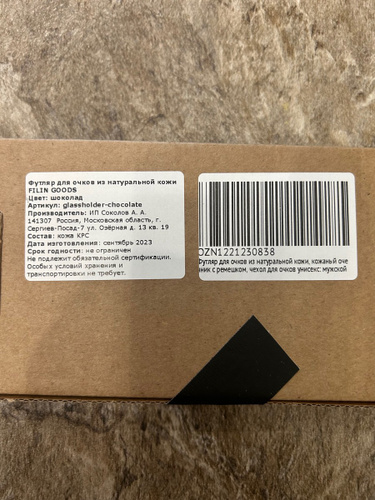 Футляр для очков из натуральной кожи
FILIN GOODS
Цвет: шоколад
Артикул: glassholder-chocolate
Производитель: ИП Соколов А. А.
141307 Россия, Московская область, г.
Сергиев-Посад-7 ул. Озёрная д. 13 кв. 19
Состав: кожа КРС
Дата изготовления: сентябрь 2023
Срок годности: не ограничен
Не подлежит обязательной сертификации.
Особых условий хранения и
транспортировки не требует.
OZN1221230838
Футляр для очков из натуральной кожи, кожаный оче
ник с ремешком, чехол для очков унисекс: мужской